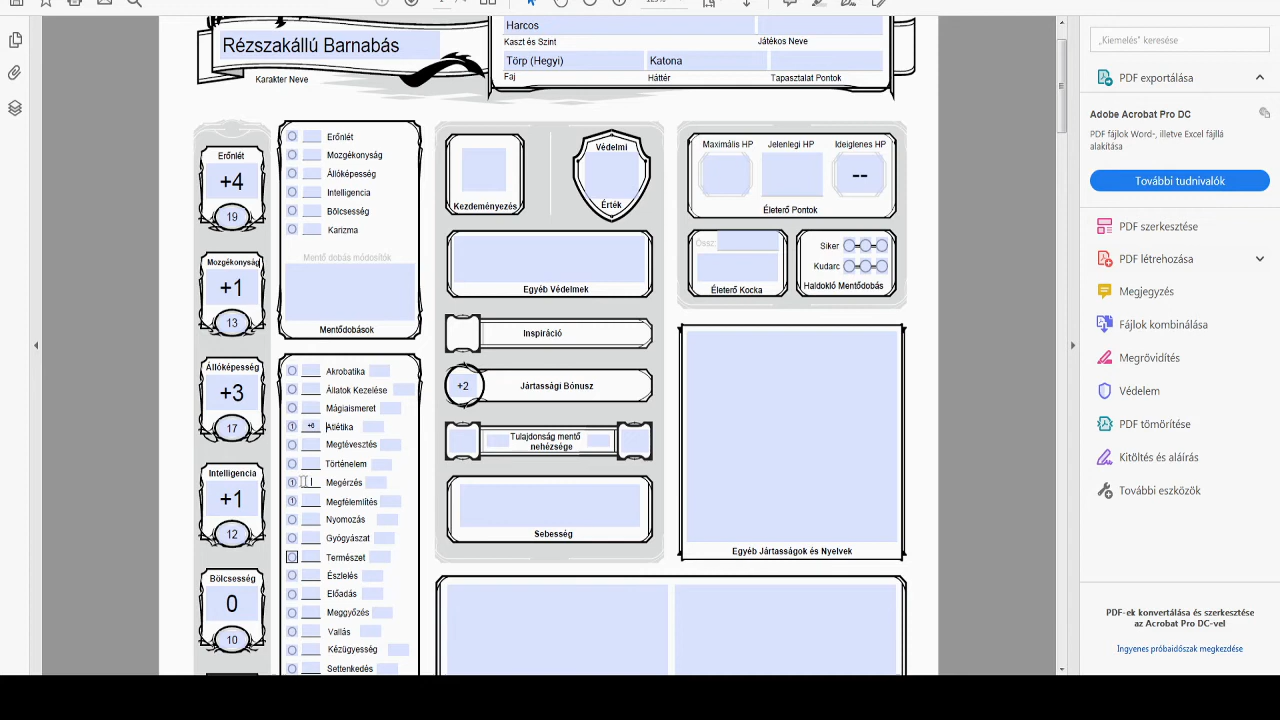 Harcos
Kaszt és Szint
Játékos Neve
Rézszakállú Barnabás
Karakter Neve
Törp (Hegyi)
Katona
Faj
Háttér
Tapasztalat Pontok
Erőnlét
+4
19
Mozgékonyság
+1
13
Állóképesség
+3
17
Intelligencia
+1
12
Bölcsesség
0
10
Erőnlét
Mozgékonyság
Állóképesség
Intelligencia
Bölcsesség
Karizma
Mentő dobás módosítók
Mentődobások
Akrobatika
Állatok Kezelése
Mágiaismeret
1 +6 Atlétika
Megtévesztés
Történelem
1 Megérzés
1 Megfélemlítés
Nyomozás
Gyógyászat
Természet
Észlelés
Előadás
Meggyőzés
Vallás
Kézügyesség
Settenkedés
Kezdeményezés
Védelmi
Érték
Egyéb Védelmek
Inspiráció
+2
Jártassági Bónusz
Tulajdonság mentő
nehézsége
Sebesség
Maximális HP
Jelenlegi HP
Ideiglenes HP
--
Életerő Pontok
Össz:
Életerő Kocka
Siker
Kudarc
Haldokló Mentődobás
Egyéb Jártasságok és Nyelvek
„Kiemelés” keresése
PDF exportálása
Adobe Acrobat Pro DC
PDF fájlok Word-, illetve Excel fájllá
alakítása
További tudnivalók
PDF szerkesztése
PDF létrehozása
Megjegyzés
Fájlok kombinálása
Megrövidítés
Védelem
PDF tömörítése
Kitöltés és aláírás
További eszközök
PDF-ek konvertálása és szerkesztése
az Acrobat Pro DC-vel
Ingyenes próbaidőszak megkezdése